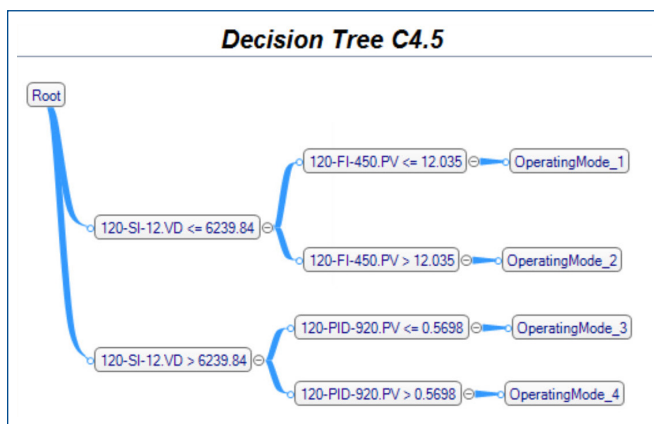 Decision Tree C4.5
Root
120-FI-450.PV <= 12.035
OperatingMode_1
120-SI-12.VD <= 6239.84
120-FI-450.PV > 12.035
OperatingMode_2
120-PID-920.PV <= 0.5698
OperatingMode_3
120-SI-12.VD > 6239.84
120-PID-920.PV > 0.5698
OperatingMode_4